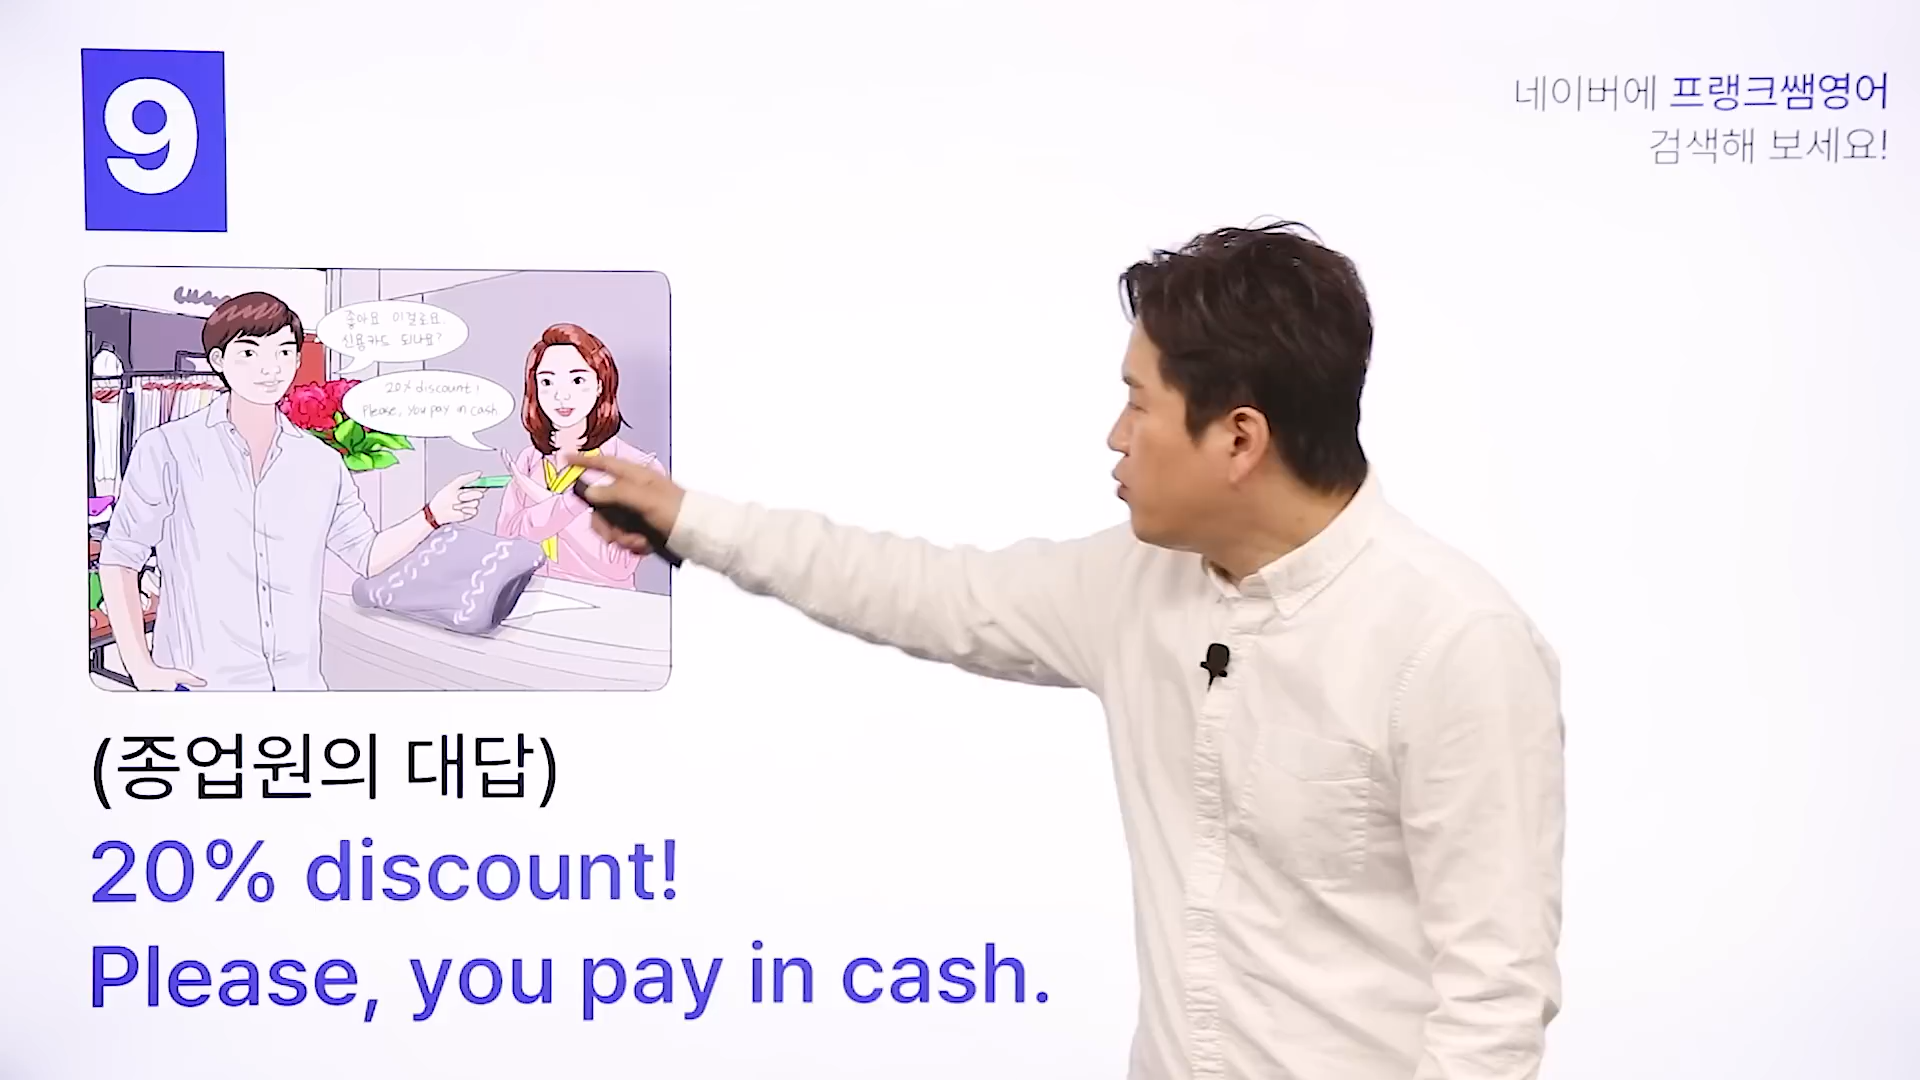 9
네이버에 프랭크쌤영어
검색해 보세요!
좋아요 이걸로요.
신용카드 되나요?
20% discount!
Please, you pay in cash
(종업원의 대답)
20% discount!
Please, you pay in cash.